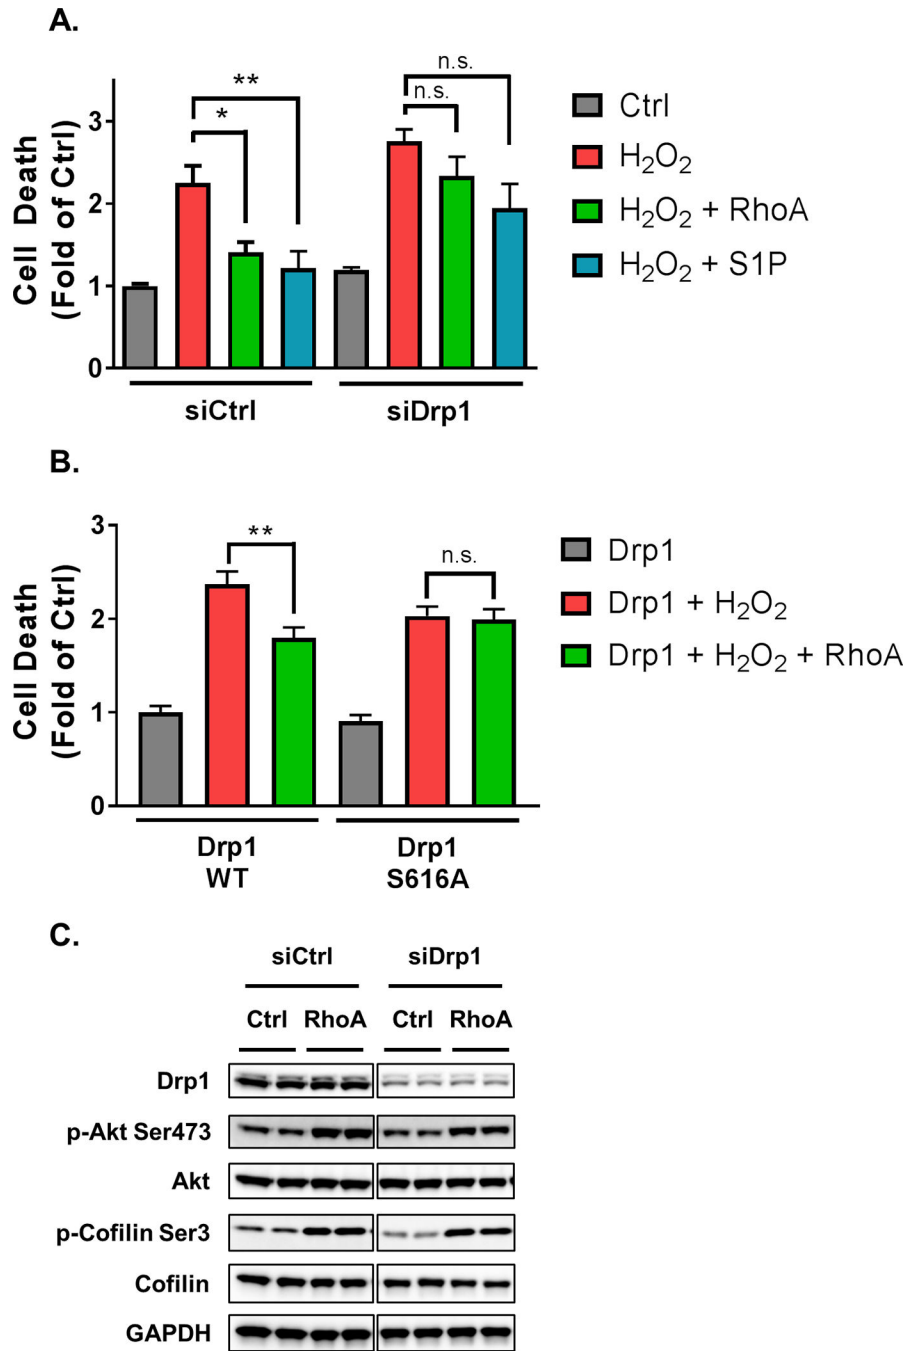 A.
Cell Death
(Fold of Ctrl)
3
2
1
0
**
*
n.s.
n.s.
siCtrl
siDrp1
Ctrl
H₂O₂
H₂O₂ + RhoA
H₂O₂ + S1P
B.
Cell Death
(Fold of Ctrl)
3
2
1
0
**
n.s.
Drp1
WT
Drp1
S616A
Drp1
Drp1 + H₂O₂
Drp1 + H₂O₂ + RhoA
C.
siCtrl
siDrp1
Ctrl RhoA Ctrl RhoA
Drp1
p-Akt Ser473
Akt
p-Cofilin Ser3
Cofilin
GAPDH